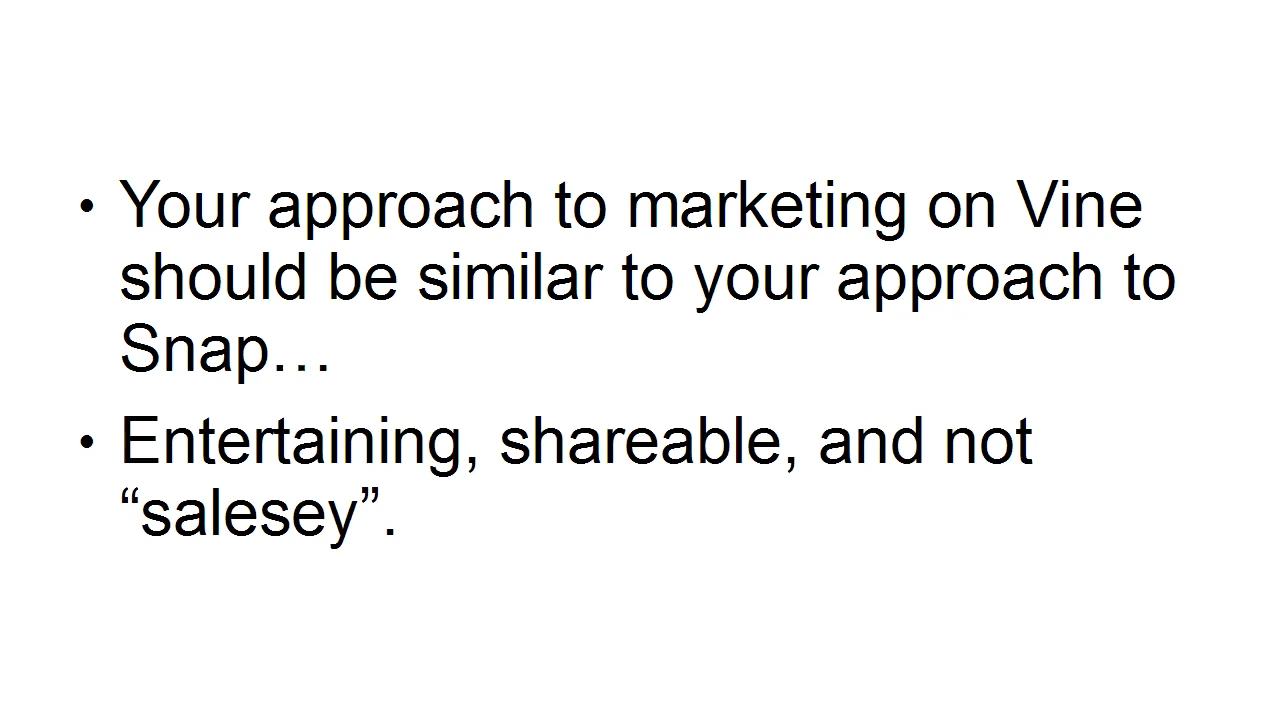 • Your approach to marketing on Vine
should be similar to your approach to
Snap…
• Entertaining, shareable, and not
“salesey”.